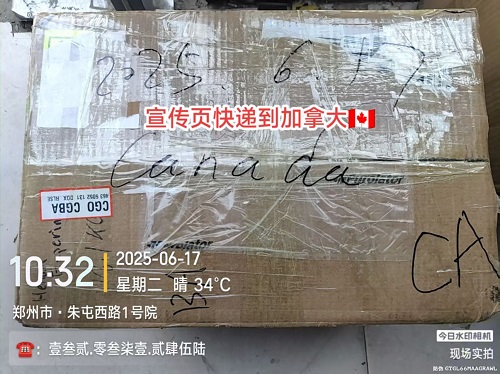 2025.6.17
宣传页快递到加拿大🇨🇦
Canada
Purolator
CGO CGBA
Purolator
CA
10:32
2025-06-17
星期二 晴 34℃
郑州市·朱屯西路1号院
今日水印相机
现场实拍
☎：壹叁贰.零叁柒壹.贰肆伍陆